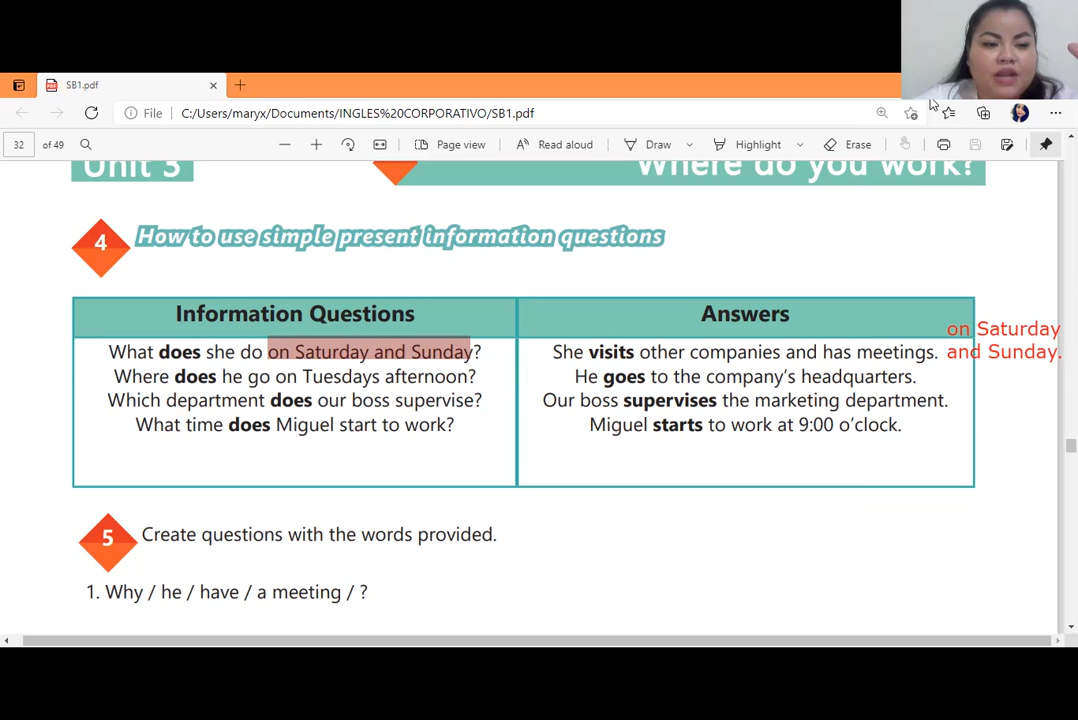 SB1.pdf
File C:/Users/maryx/Documents/INGLES%20CORPORATIVO/SB1.pdf
32 of 49 Page view Read aloud Draw Highlight Erase
Unit 3 Where do you work?
4 How to use simple present information questions
Information Questions
What does she do on Saturday and Sunday?
Where does he go on Tuesdays afternoon?
Which department does our boss supervise?
What time does Miguel start to work?
Answers
She visits other companies and has meetings.
He goes to the company's headquarters.
Our boss supervises the marketing department.
Miguel starts to work at 9:00 o'clock.
on Saturday
and Sunday.
5 Create questions with the words provided.
1. Why / he / have / a meeting / ?